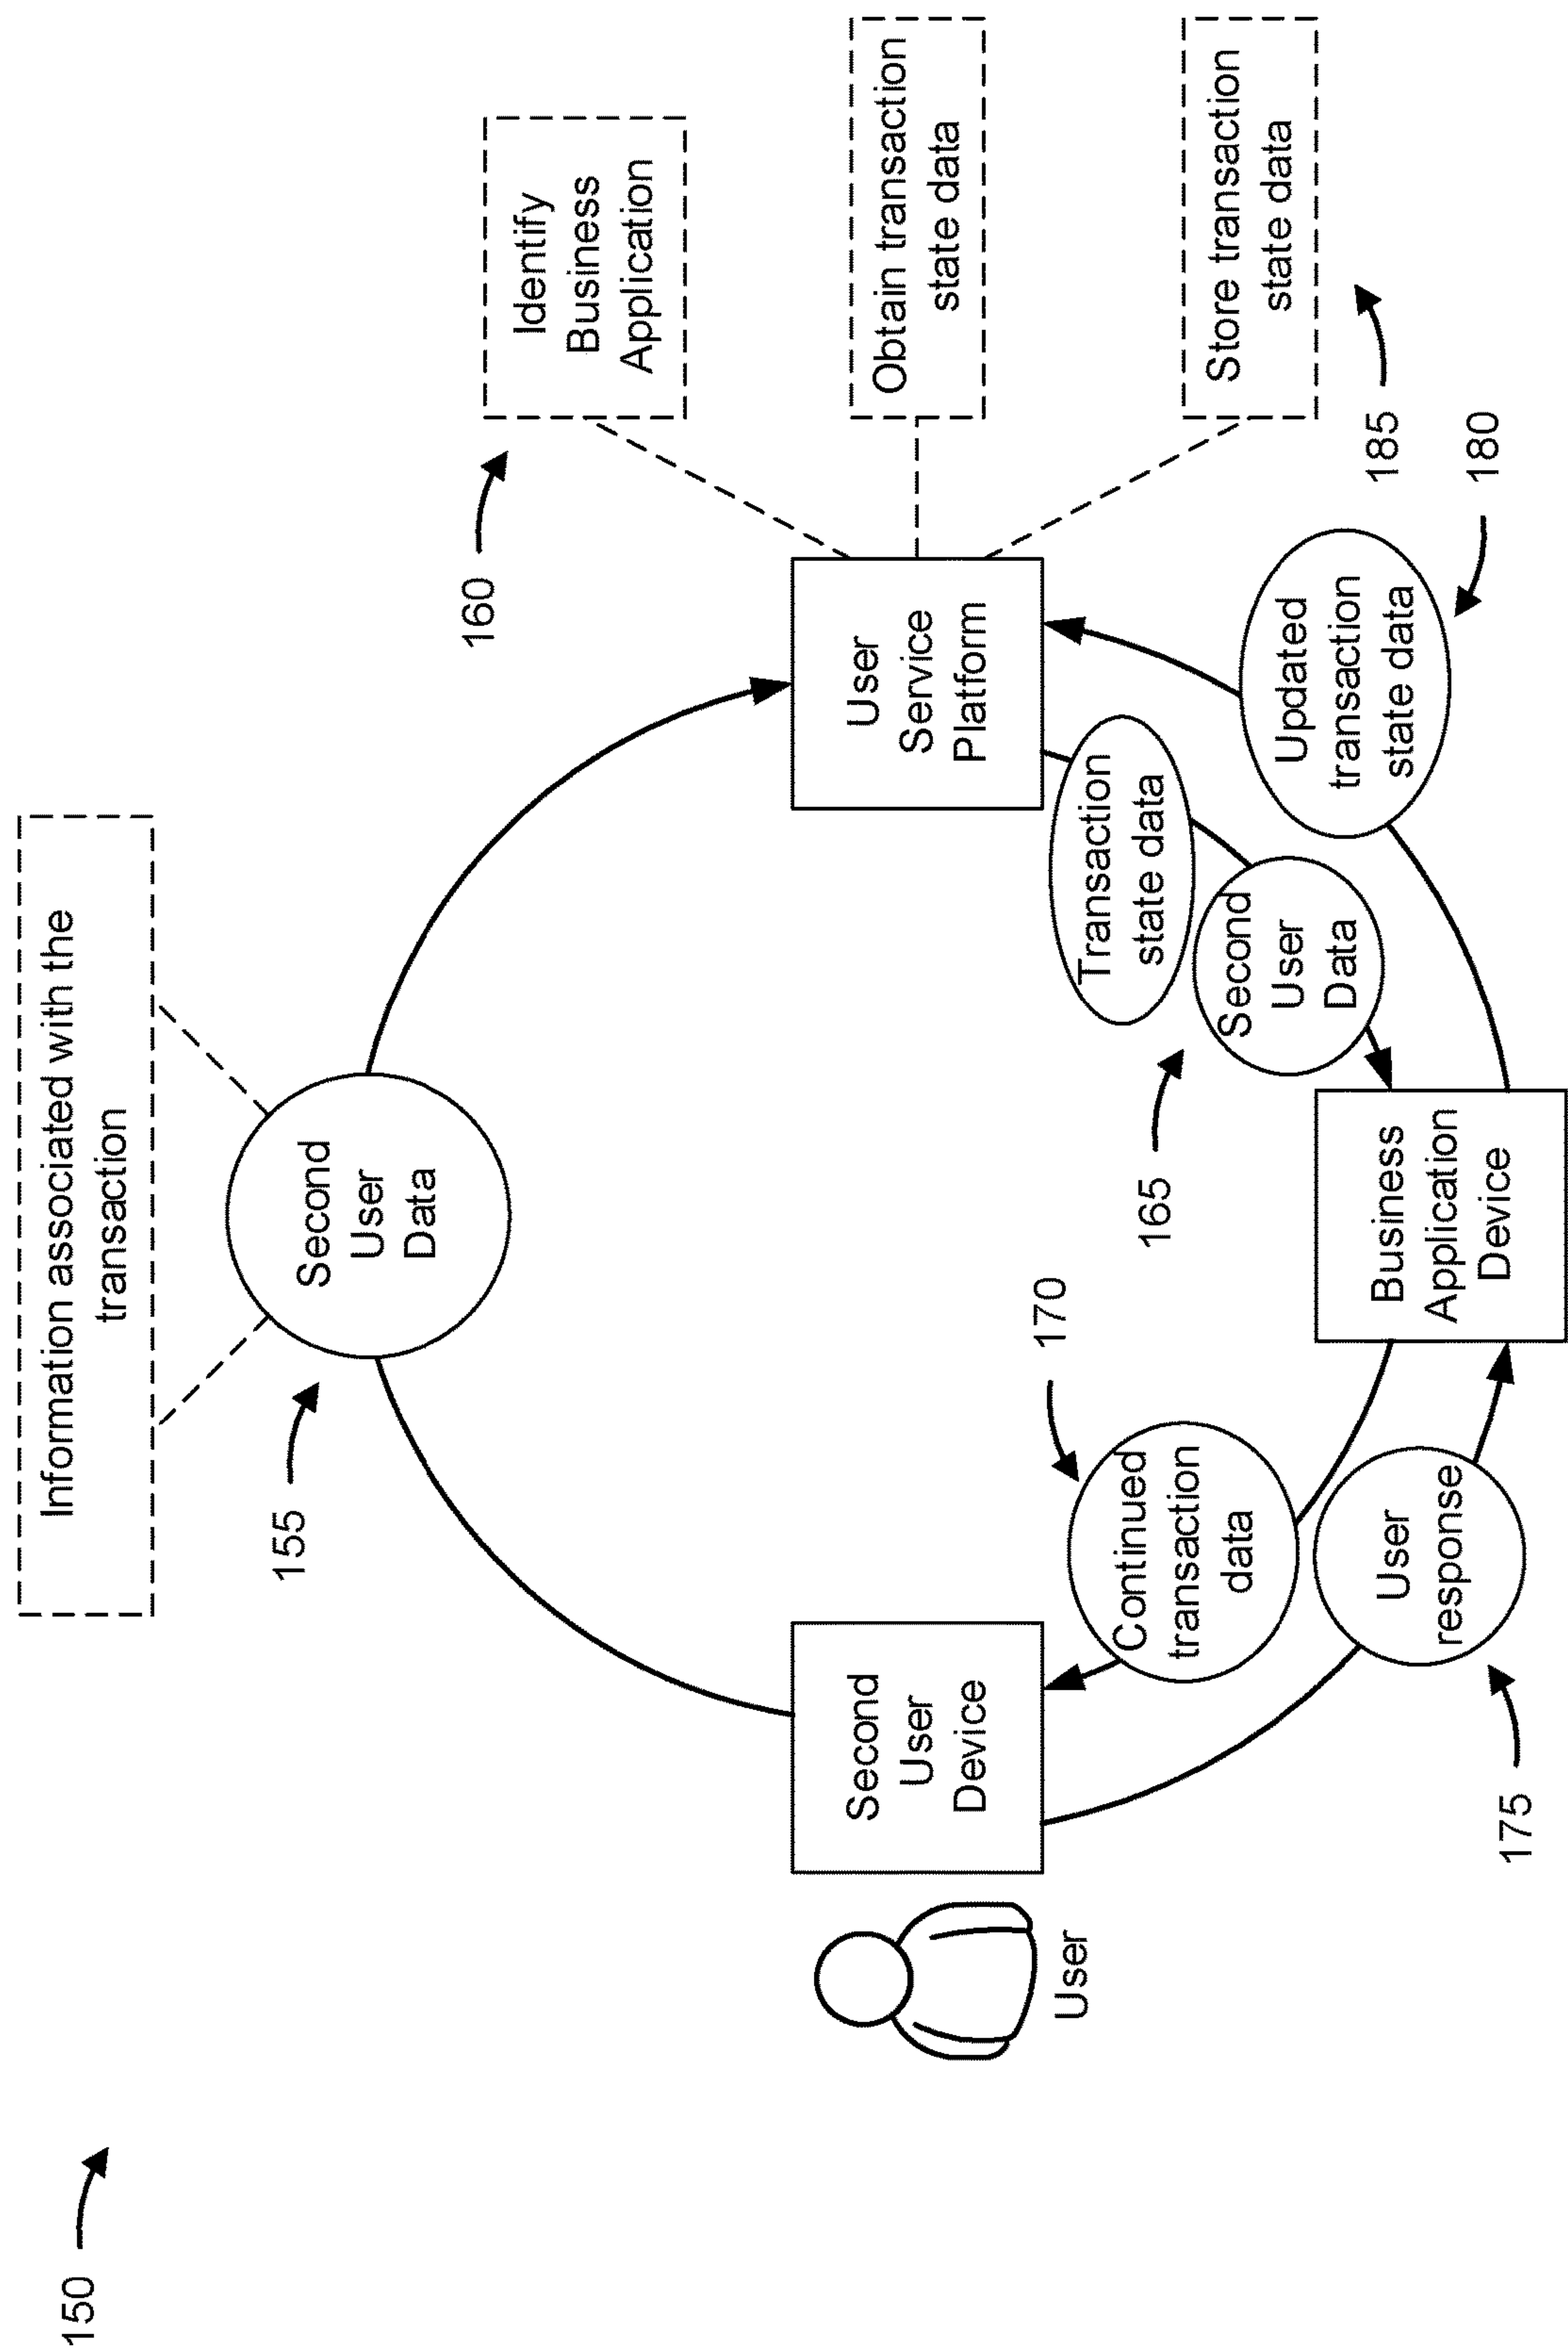 150
Information associated with the
transaction
155
Second
User
Data
160
Identify
Business
Application
User
Second
User
Device
User
Service
Platform
Obtain transaction
state data
Transaction
state data
165
Second
User
Data
170
Continued
transaction
data
Store transaction
state data
185
Updated
transaction
state data
180
User
response
175
Business
Application
Device